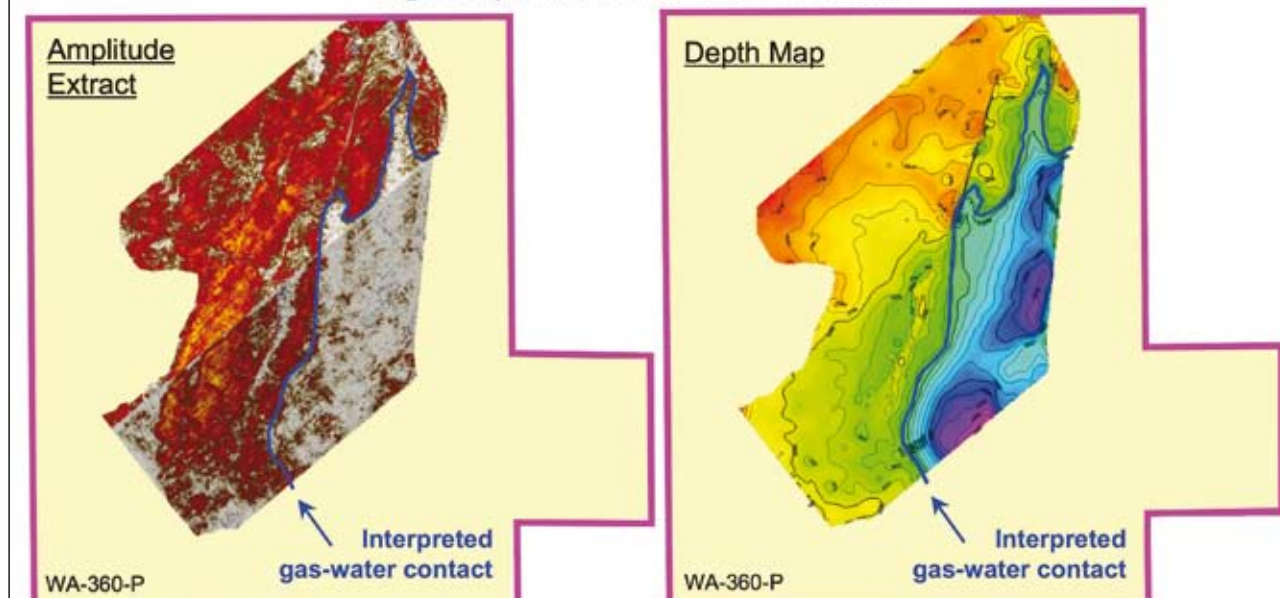 Amplitude
Extract
Interpreted
gas-water contact
WA-360-P
Depth Map
Interpreted
gas-water contact
WA-360-P